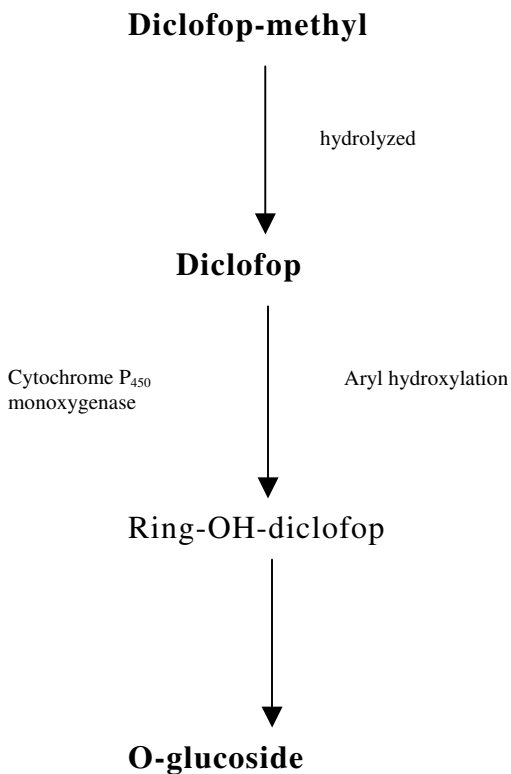 Diclofop-methyl
hydrolyzed
Diclofop
Cytochrome P₄₅₀
monoxygenase
Aryl hydroxylation
Ring-OH-diclofop
O-glucoside